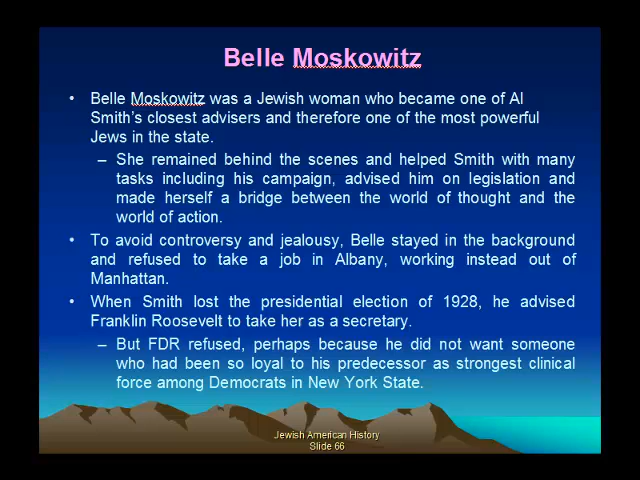 Belle Moskowitz
• Belle Moskowitz was a Jewish woman who became one of Al
Smith's closest advisers and therefore one of the most powerful
Jews in the state.
– She remained behind the scenes and helped Smith with many
tasks including his campaign, advised him on legislation and
made herself a bridge between the world of thought and the
world of action.
• To avoid controversy and jealousy, Belle stayed in the background
and refused to take a job in Albany, working instead out of
Manhattan.
• When Smith lost the presidential election of 1928, he advised
Franklin Roosevelt to take her as a secretary.
– But FDR refused, perhaps because he did not want someone
who had been so loyal to his predecessor as strongest clinical
force among Democrats in New York State.
Jewish American History
Slide 66